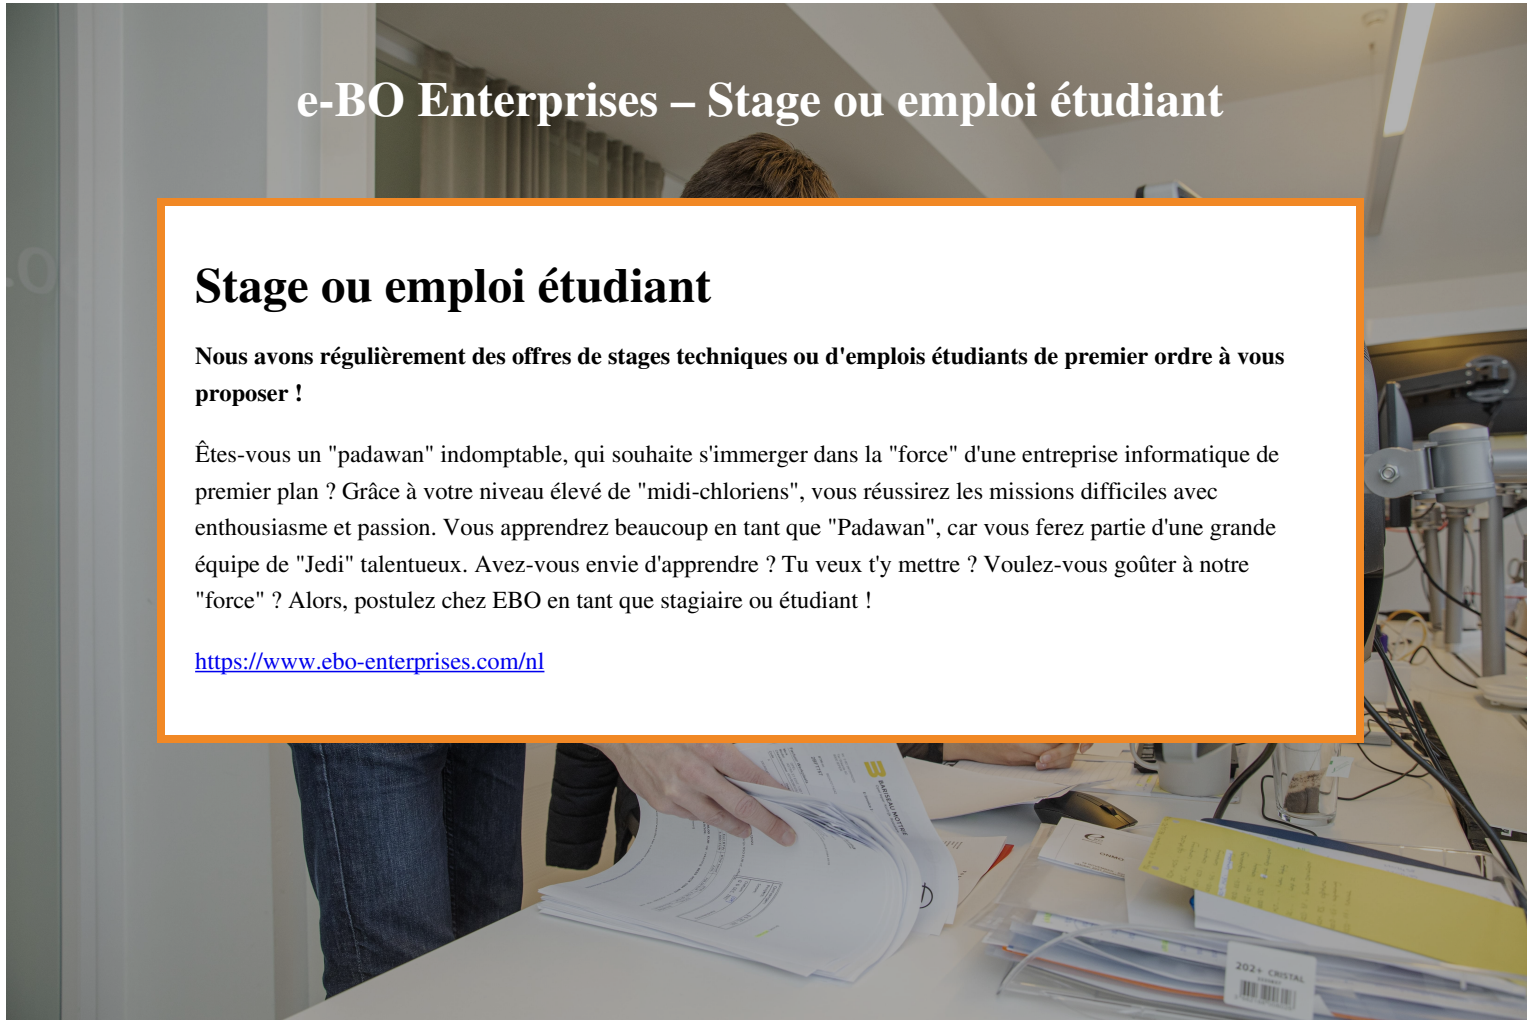 e-BO Enterprises – Stage ou emploi étudiant
Stage ou emploi étudiant
Nous avons régulièrement des offres de stages techniques ou d'emplois étudiants de premier ordre à vous
proposer !
Êtes-vous un "padawan" indomptable, qui souhaite s'immerger dans la "force" d'une entreprise informatique de
premier plan ? Grâce à votre niveau élevé de "midi-chloriens", vous réussirez les missions difficiles avec
enthousiasme et passion. Vous apprendrez beaucoup en tant que "Padawan", car vous ferez partie d'une grande
équipe de "Jedi" talentueux. Avez-vous envie d'apprendre ? Tu veux t'y mettre ? Voulez-vous goûter à notre
"force" ? Alors, postulez chez EBO en tant que stagiaire ou étudiant !
https://www.ebo-enterprises.com/nl
BARISEAU MOTTRIE
202+ CRISTAL